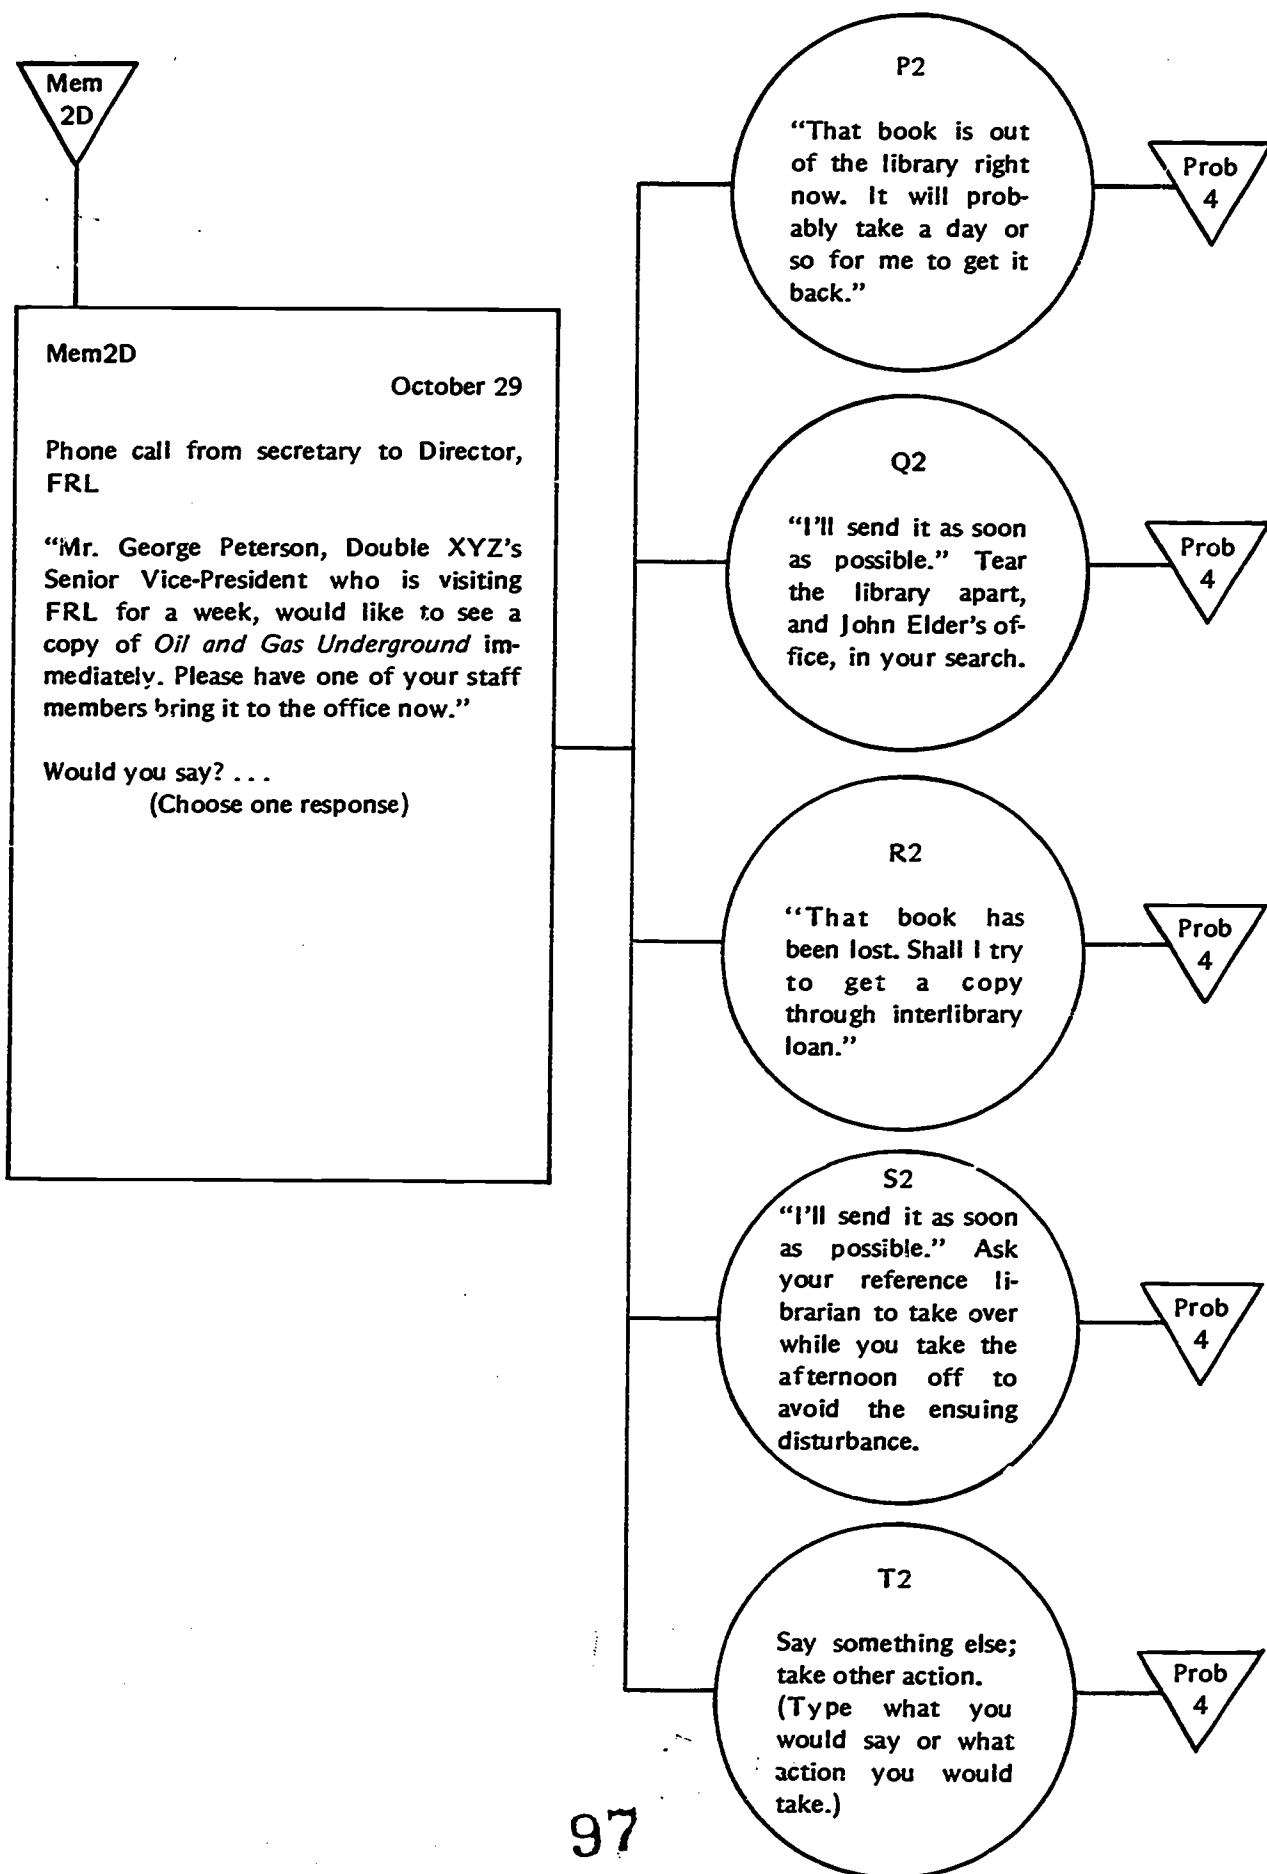 Mem
2D
Mem2D
October 29
Phone call from secretary to Director,
FRL
“Mr. George Peterson, Double XYZ’s
Senior Vice-President who is visiting
FRL for a week, would like to see a
copy of Oil and Gas Underground im-
mediately. Please have one of your staff
members bring it to the office now.”
Would you say? . . .
(Choose one response)
P2
“That book is out
of the library right
now. It will prob-
ably take a day or
so for me to get it
back.”
Prob
4
Q2
“I’ll send it as soon
as possible.” Tear
the library apart,
and John Elder’s of-
fice, in your search.
Prob
4
R2
“That book has
been lost. Shall I try
to get a copy
through interlibrary
loan.”
Prob
4
S2
“I’ll send it as soon
as possible.” Ask
your reference li-
brarian to take over
while you take the
afternoon off to
avoid the ensuing
disturbance.
Prob
4
T2
Say something else;
take other action.
(Type what you
would say or what
action you would
take.)
Prob
4
97